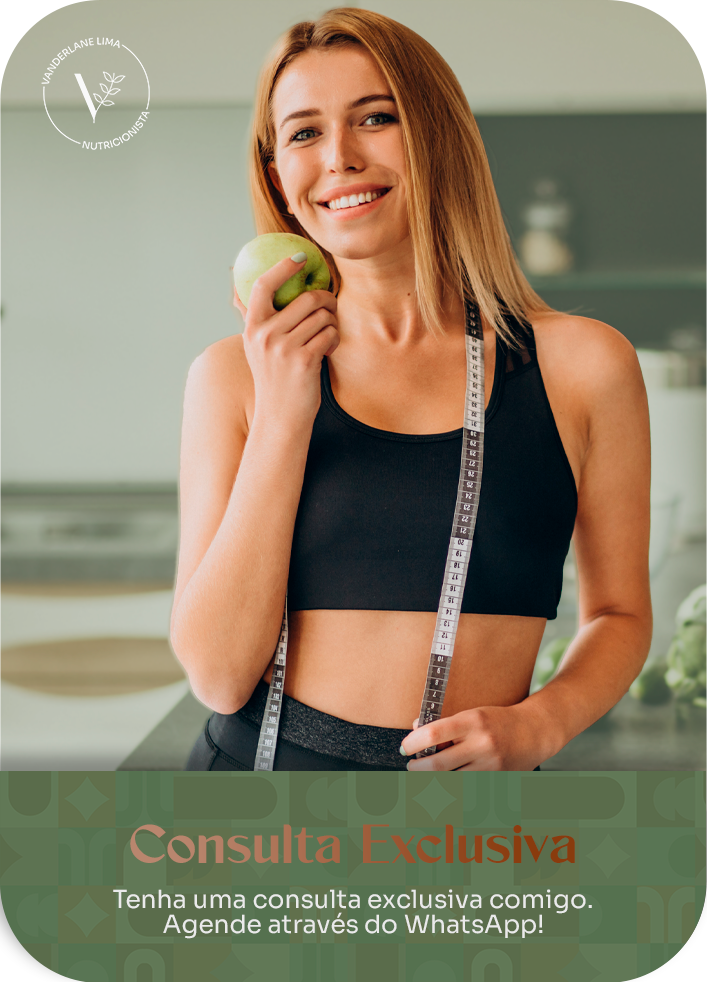 VANDERLANE LIMA
V
NUTRICIONISTA
Consulta Exclusiva
Tenha uma consulta exclusiva comigo.
Agende através do WhatsApp!